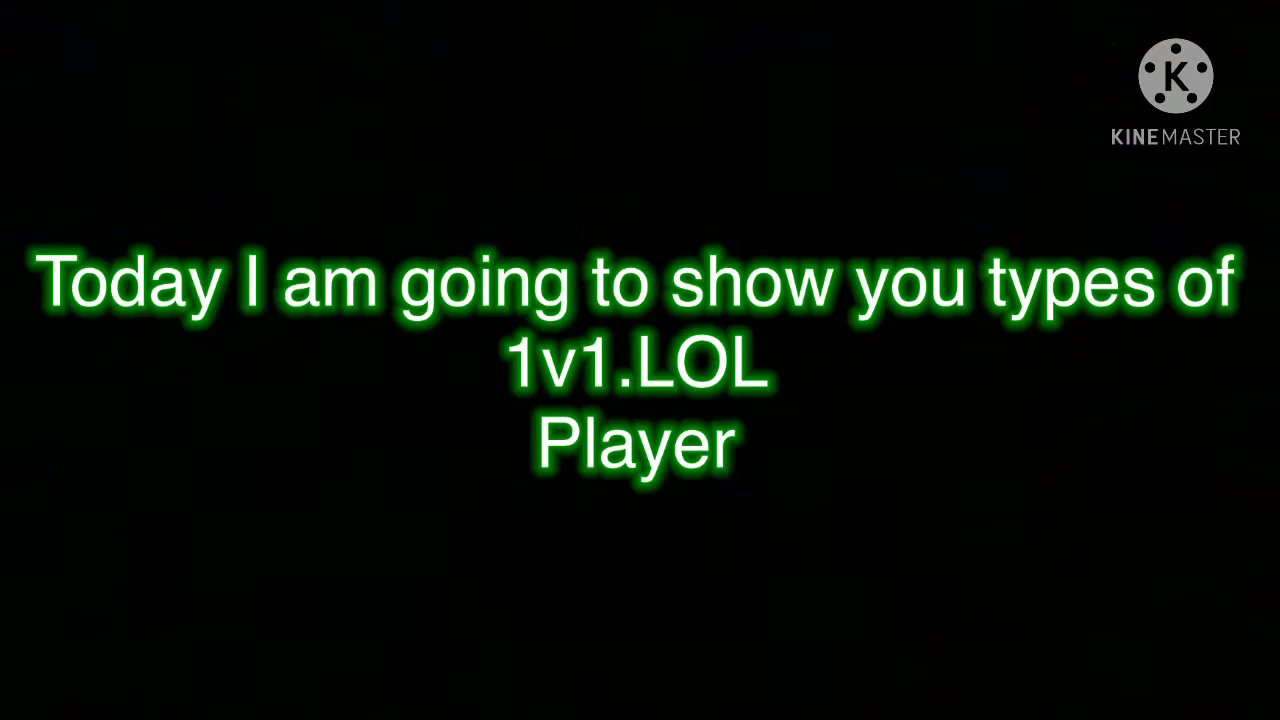 K
KINEMASTER
Today I am going to show you types of
1v1.LOL
Player